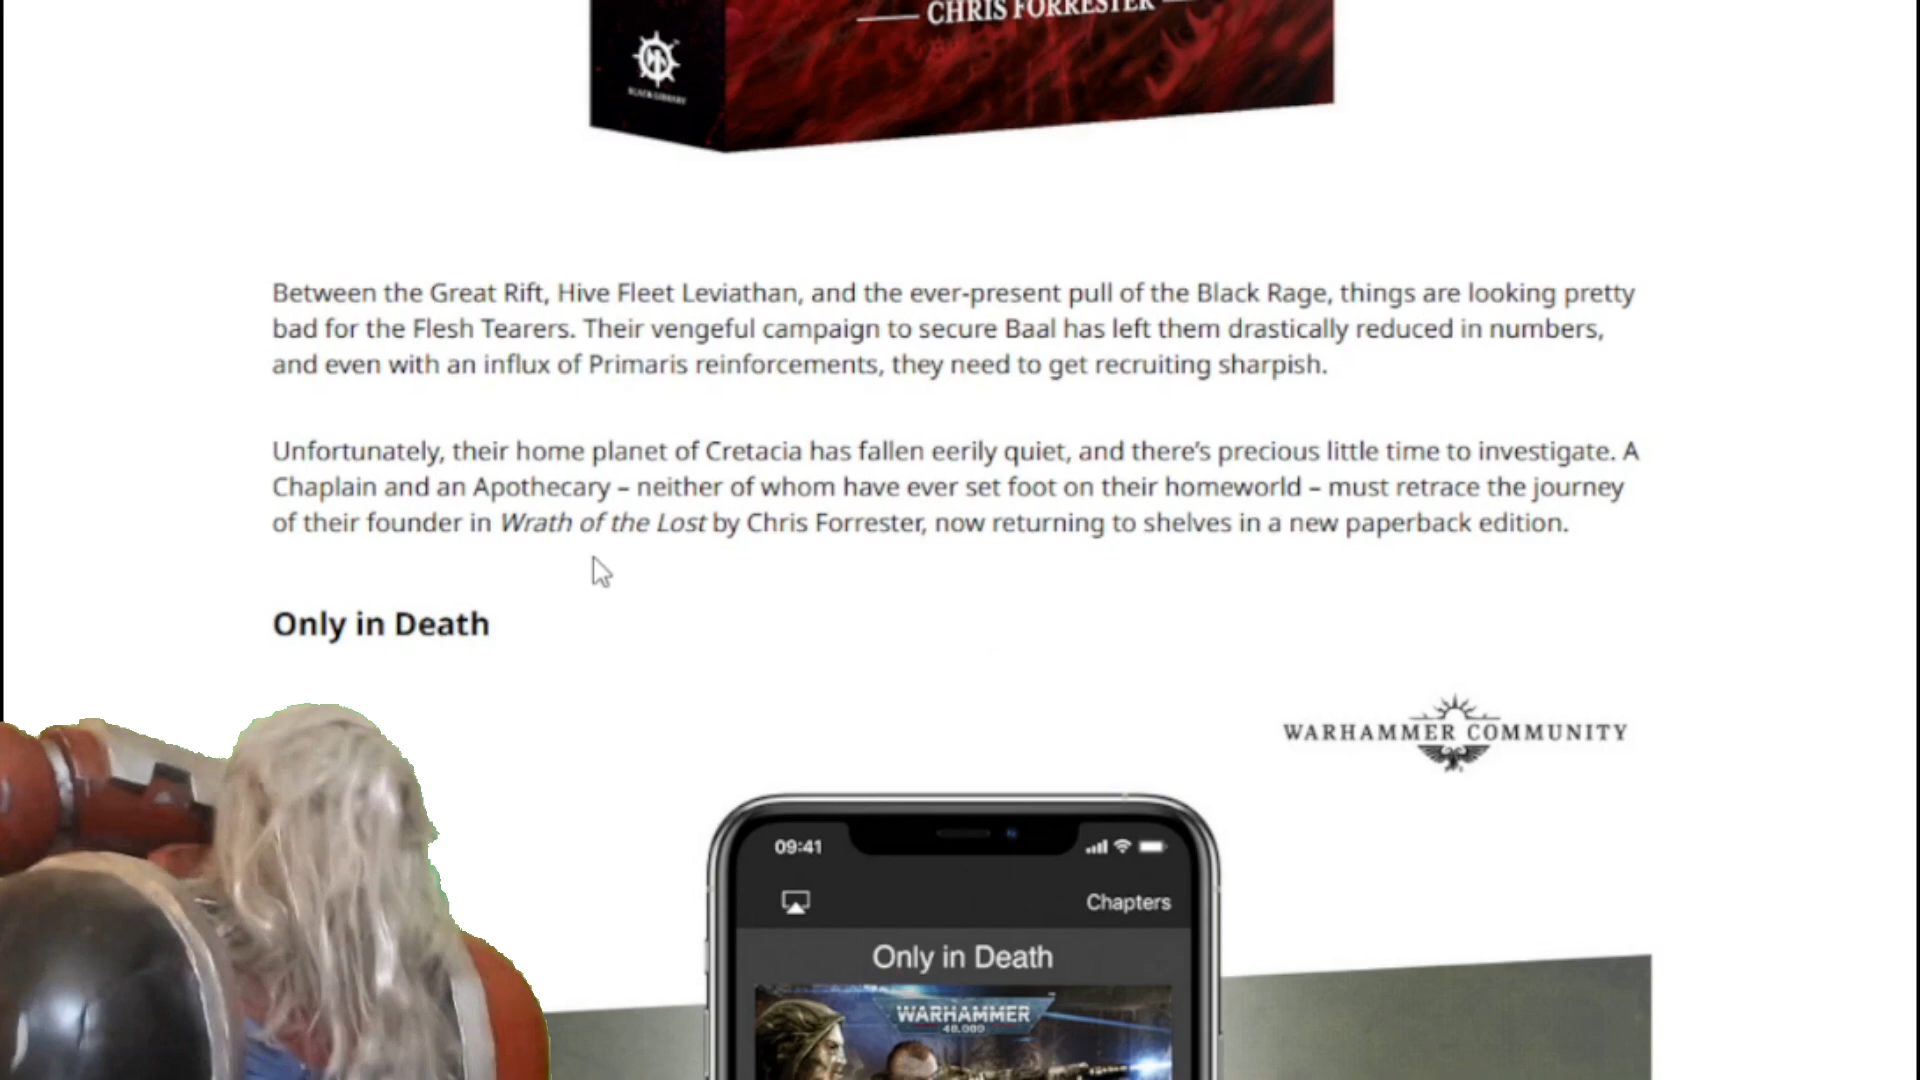 CHRIS FORRESTER
BLACK LIBRARY
Between the Great Rift, Hive Fleet Leviathan, and the ever-present pull of the Black Rage, things are looking pretty
bad for the Flesh Tearers. Their vengeful campaign to secure Baal has left them drastically reduced in numbers,
and even with an influx of Primaris reinforcements, they need to get recruiting sharpish.
Unfortunately, their home planet of Cretacia has fallen eerily quiet, and there’s precious little time to investigate. A
Chaplain and an Apothecary – neither of whom have ever set foot on their homeworld – must retrace the journey
of their founder in Wrath of the Lost by Chris Forrester, now returning to shelves in a new paperback edition.
Only in Death
WARHAMMER COMMUNITY
09:41
Chapters
Only in Death
WARHAMMER
40,000